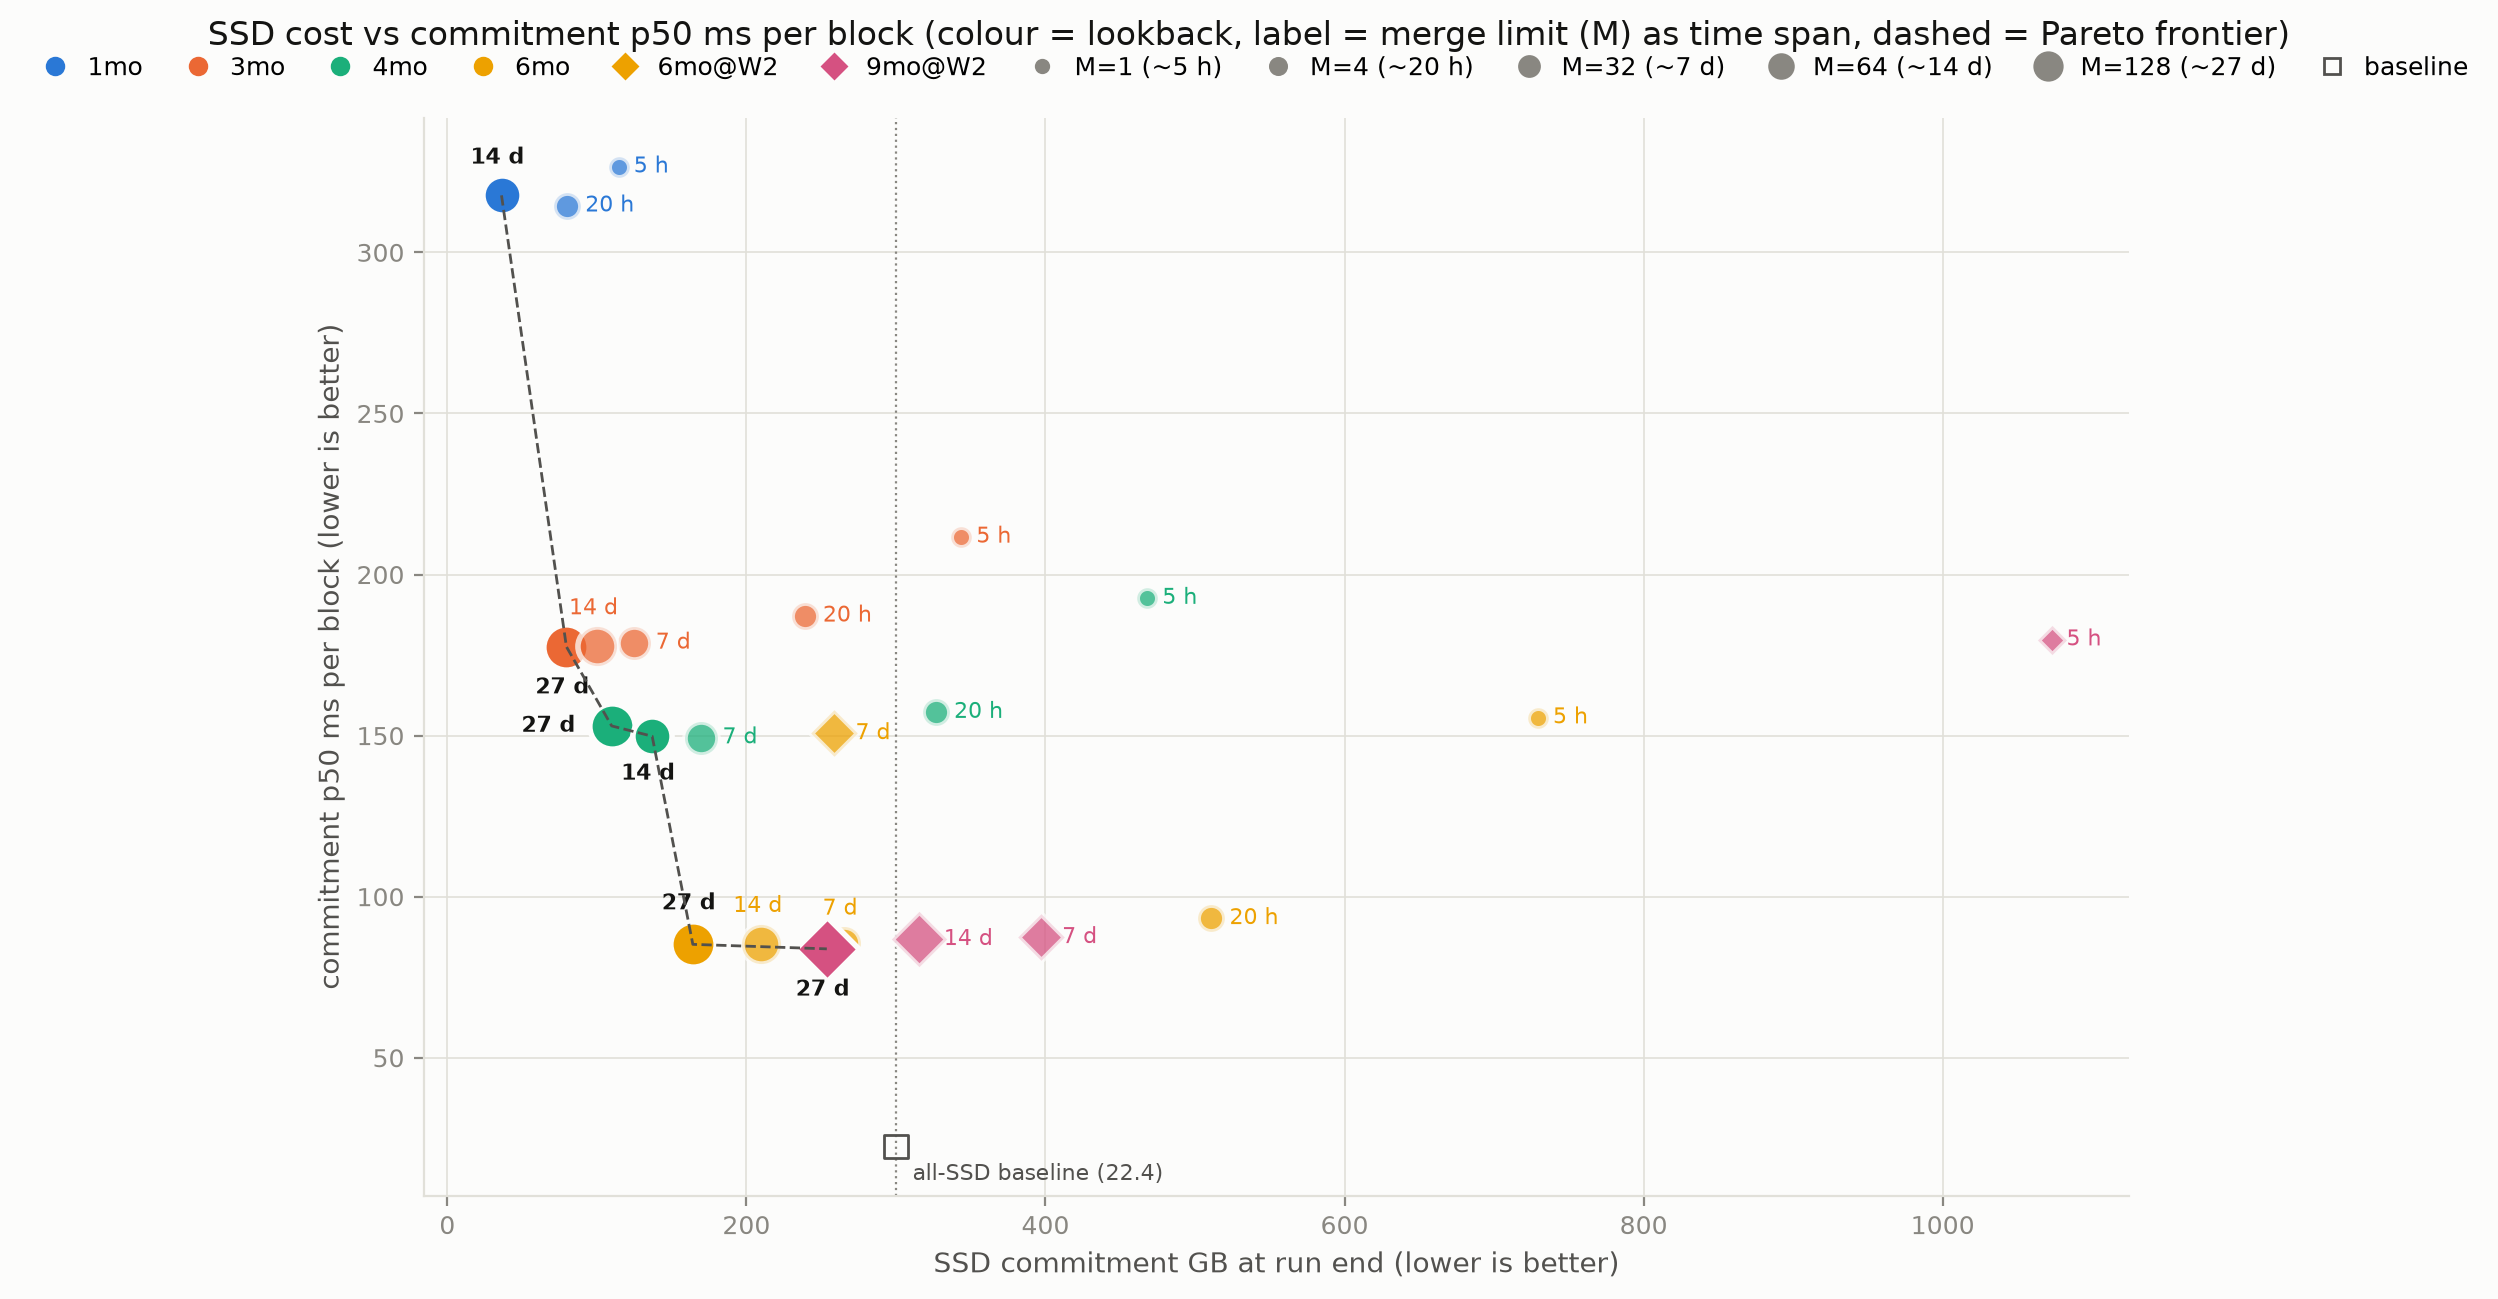 SSD cost vs commitment p50 ms per block (colour = lookback, label = merge limit (M) as time span, dashed = Pareto frontier)
1mo 3mo 4mo 6mo 6mo@W2 9mo@W2 M=1 (~5 h) M=4 (~20 h) M=32 (~7 d) M=64 (~14 d) M=128 (~27 d) baseline
commitment p50 ms per block (lower is better)
300
250
200
150
100
50
14 d
5 h
20 h
5 h
14 d
20 h
7 d
27 d
5 h
5 h
27 d
7 d
14 d
20 h
7 d
5 h
27 d
14 d
7 d
20 h
14 d
7 d
27 d
all-SSD baseline (22.4)
0 200 400 600 800 1000
SSD commitment GB at run end (lower is better)